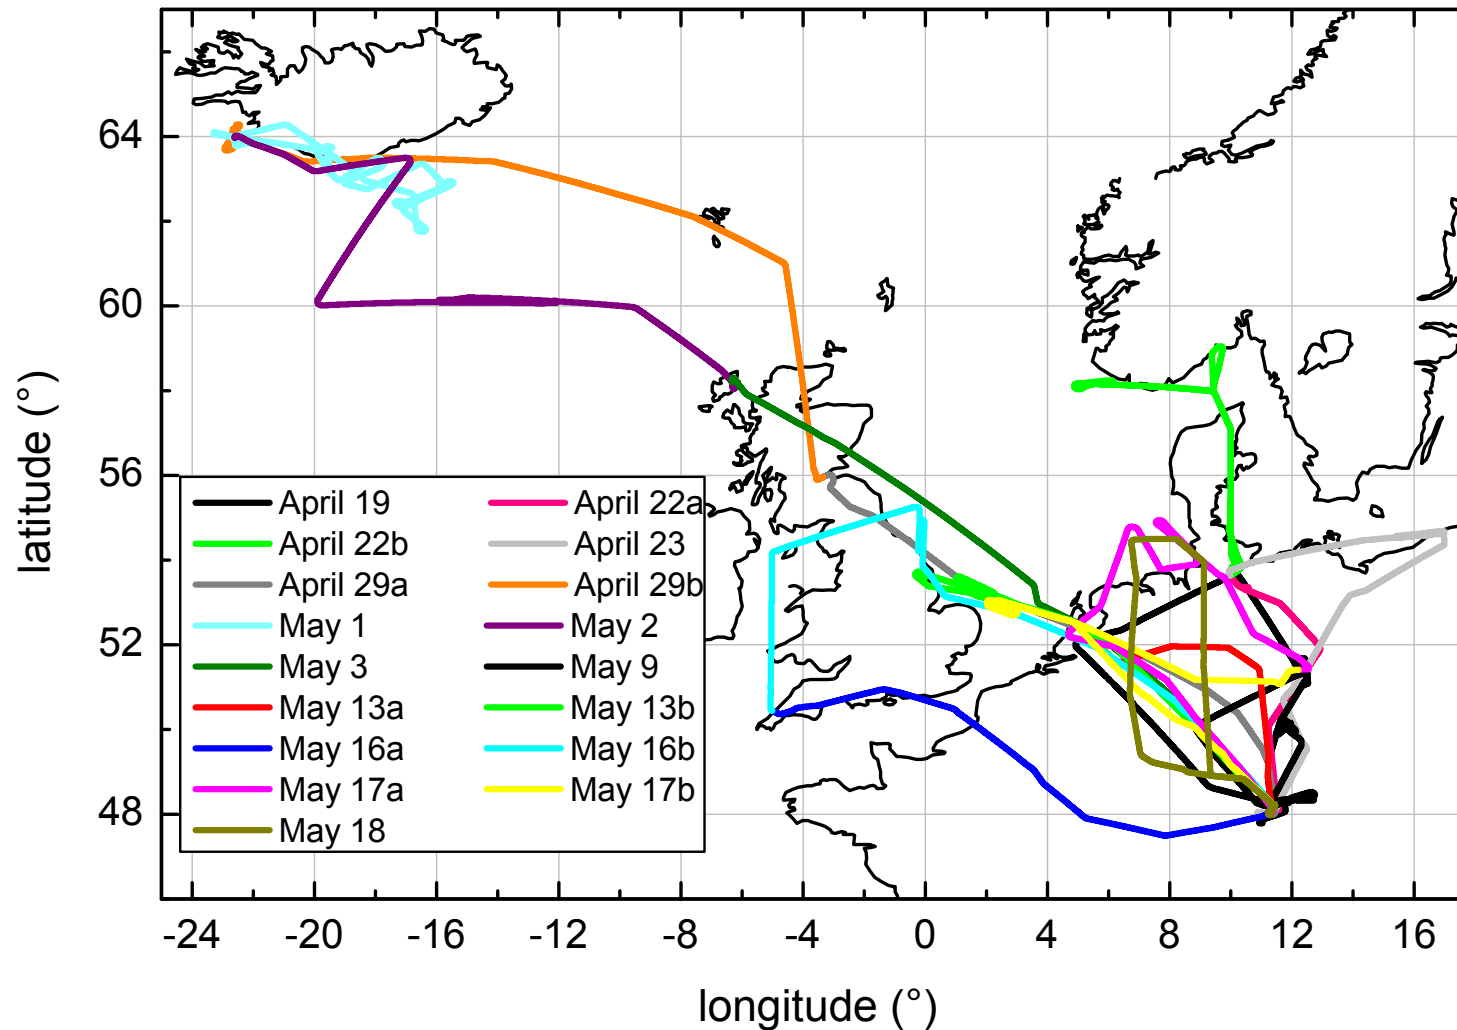 64
60
56
52
48
latitude (°)
April 19 April 22a
April 22b April 23
April 29a April 29b
May 1 May 2
May 3 May 9
May 13a May 13b
May 16a May 16b
May 17a May 17b
May 18
-24 -20 -16 -12 -8 -4 0 4 8 12 16
longitude (°)